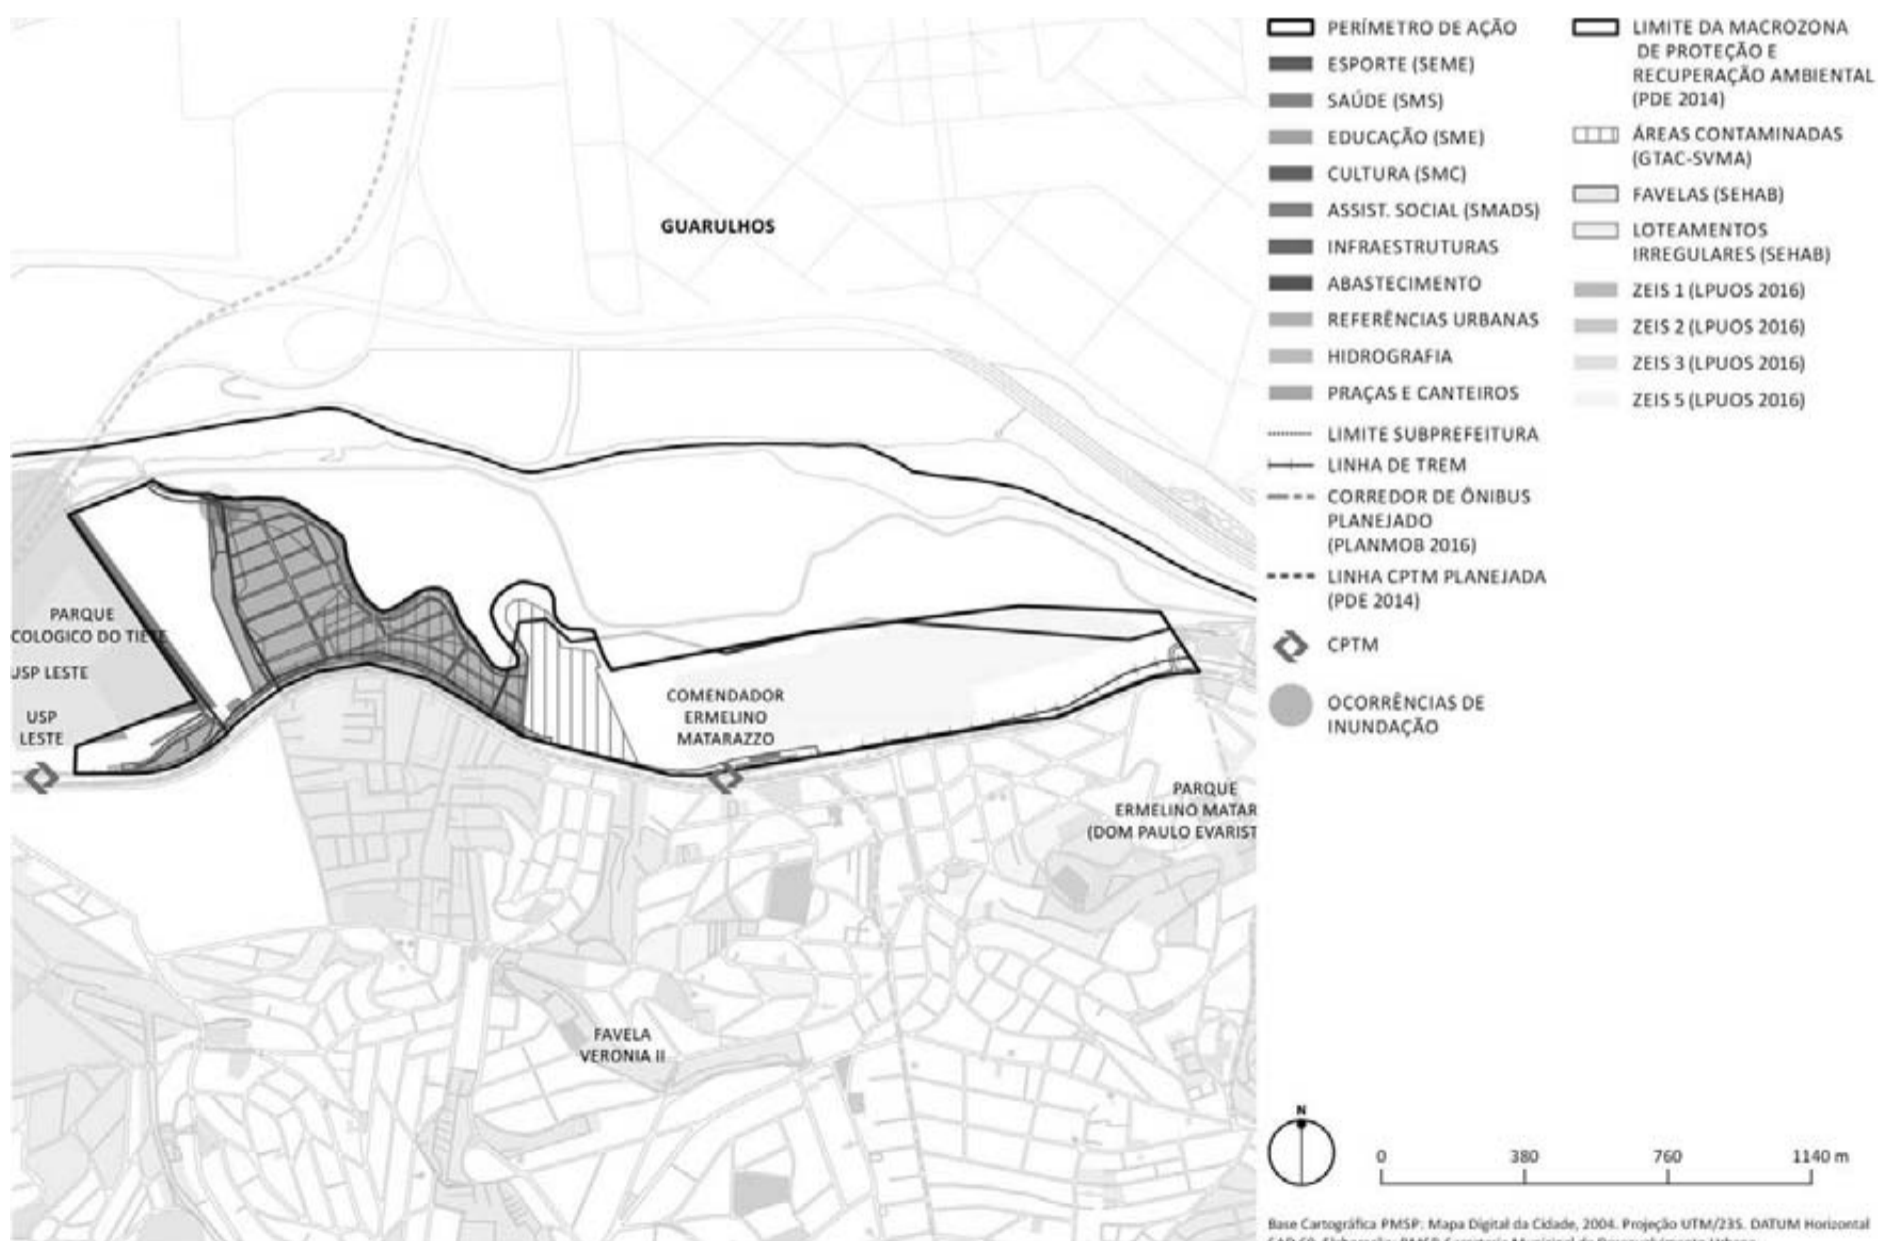 GUARULHOS
PARQUE
COLOGICO DO TIETE
USP LESTE
USP
LESTE
COMENDADOR
ERMELINO
MATARAZZO
PARQUE
ERMELINO MATAR
(DOM PAULO EVARIST
FAVELA
VERONIA II
PERÍMETRO DE AÇÃO
ESPORTE (SEME)
SAÚDE (SMS)
EDUCAÇÃO (SME)
CULTURA (SMC)
ASSIST. SOCIAL (SMADS)
INFRAESTRUTURAS
ABASTECIMENTO
REFERÊNCIAS URBANAS
HIDROGRAFIA
PRAÇAS E CANTEIROS
LIMITE SUBPREFEITURA
LINHA DE TREM
CORREDOR DE ÔNIBUS
PLANEJADO
(PLANMOB 2016)
LINHA CPTM PLANEJADA
(PDE 2014)
CPTM
OCORRÊNCIAS DE
INUNDAÇÃO
LIMITE DA MACROZONA
DE PROTEÇÃO E
RECUPERAÇÃO AMBIENTAL
(PDE 2014)
ÁREAS CONTAMINADAS
(GTAC-SVMA)
FAVELAS (SEHAB)
LOTEAMENTOS
IRREGULARES (SEHAB)
ZEIS 1 (LPUOS 2016)
ZEIS 2 (LPUOS 2016)
ZEIS 3 (LPUOS 2016)
ZEIS 5 (LPUOS 2016)
N
0 380 760 1140 m
Base Cartográfica PMSP: Mapa Digital da Cidade, 2004. Projeção UTM/23S. DATUM Horizontal